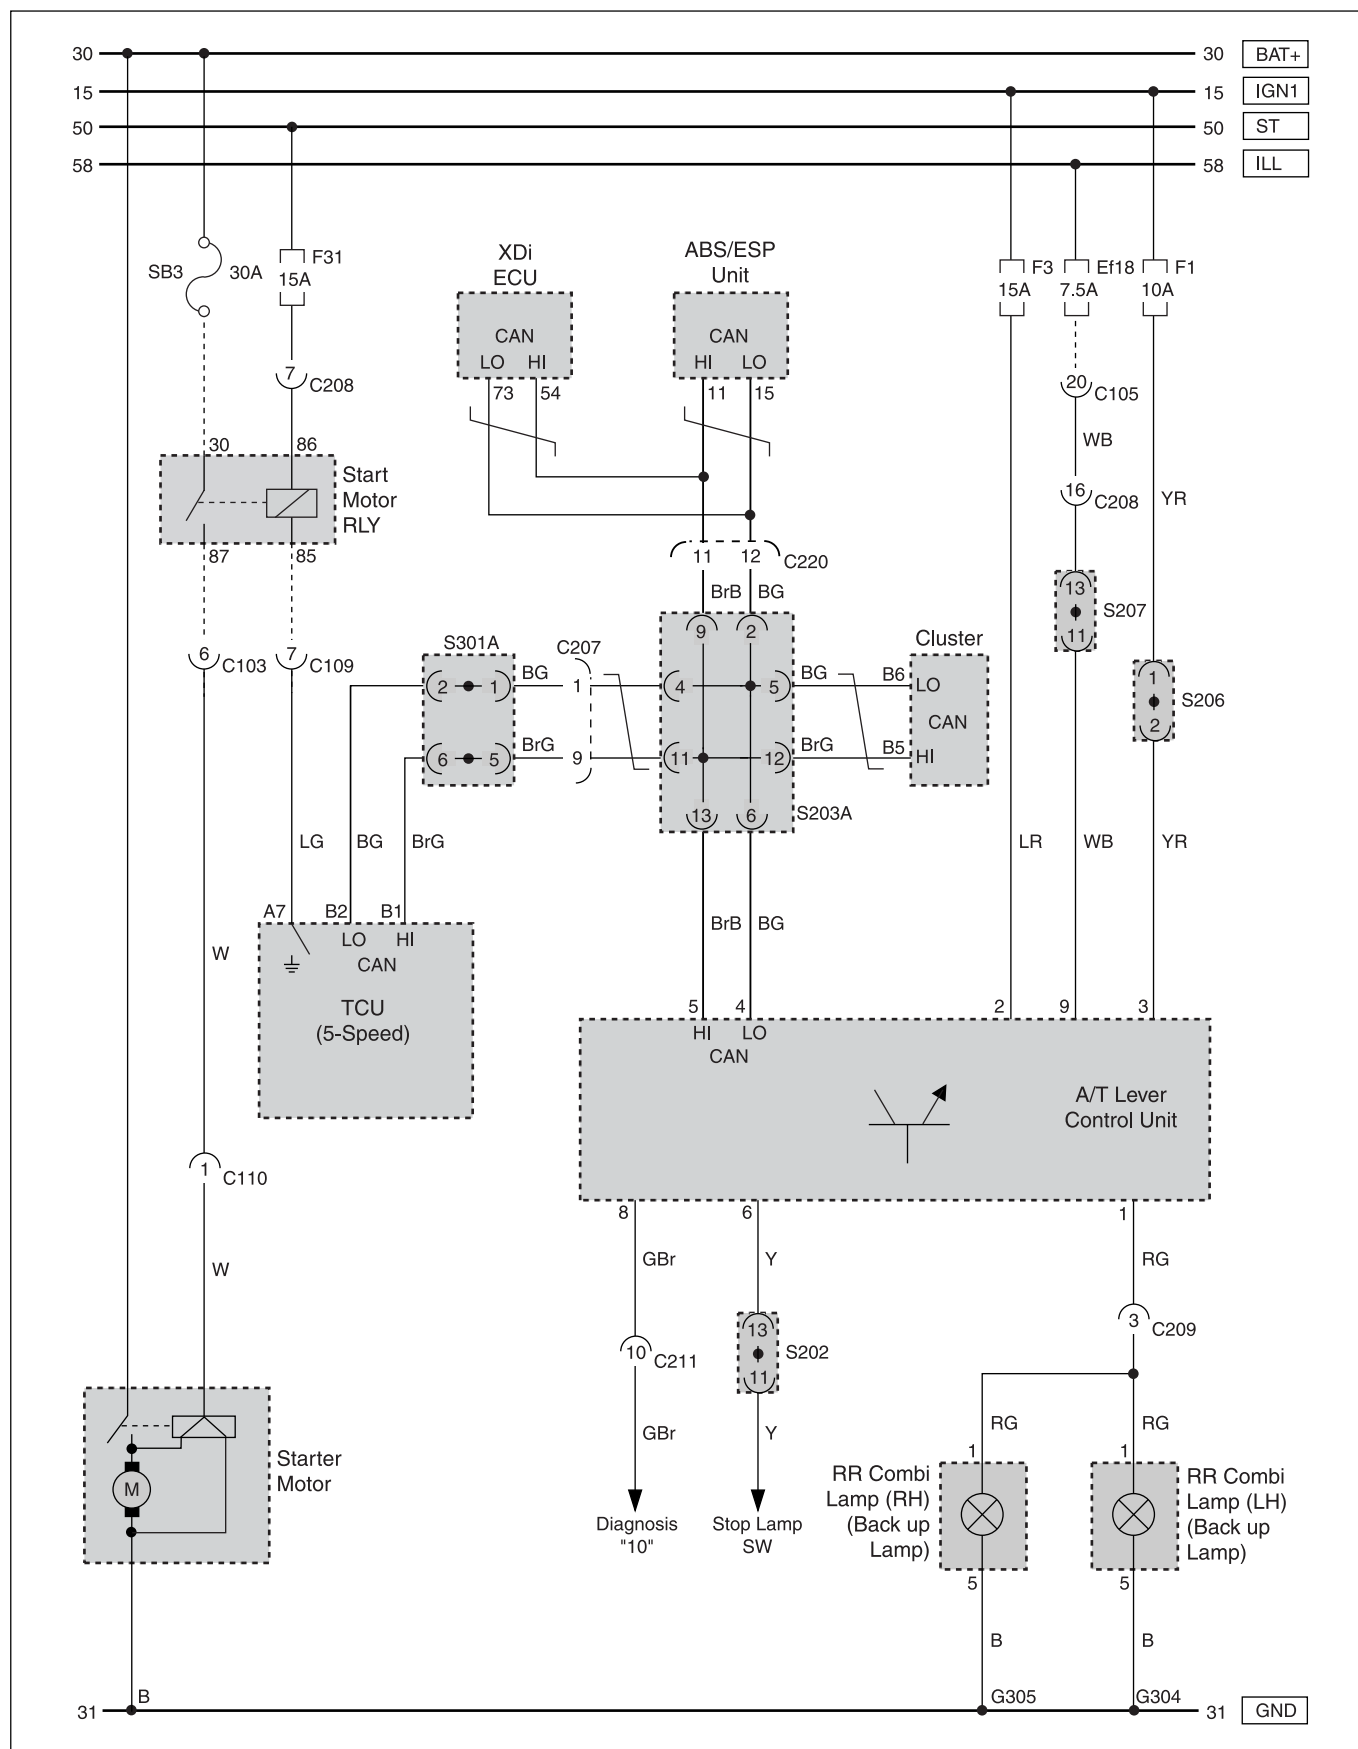 30
30
BAT+
15
15
IGN1
50
50
ST
58
58
ILL
SB3
30A
F31
15A
XDi
ECU
ABS/ESP
Unit
F3
15A
Ef18
7.5A
F1
10A
CAN
LO
HI
CAN
HI
LO
73
54
11
15
7
C208
20
C105
WB
16
C208
YR
30
86
Start
Motor
RLY
87
85
11
12
C220
BrB
BG
13
11
S207
6
C103
7
C109
S301A
C207
9
2
Cluster
2
1
BG
1
4
5
BG
B6
LO
CAN
1
2
S206
6
5
BrG
9
11
12
BrG
B5
HI
13
6
S203A
LG
BG
BrG
LR
WB
YR
A7
B2
B1
LO
HI
CAN
TCU
(5-Speed)
W
BrB
BG
5
4
2
9
3
HI
LO
CAN
A/T Lever
Control Unit
1
C110
8
6
1
W
GBr
Y
RG
10
C211
13
11
S202
3
C209
GBr
Y
RG
RG
M
Starter
Motor
1
RR Combi
Lamp (RH)
(Back up
Lamp)
1
RR Combi
Lamp (LH)
(Back up
Lamp)
Diagnosis
"10"
Stop Lamp
SW
5
5
B
B
31
B
G305
G304
31
GND